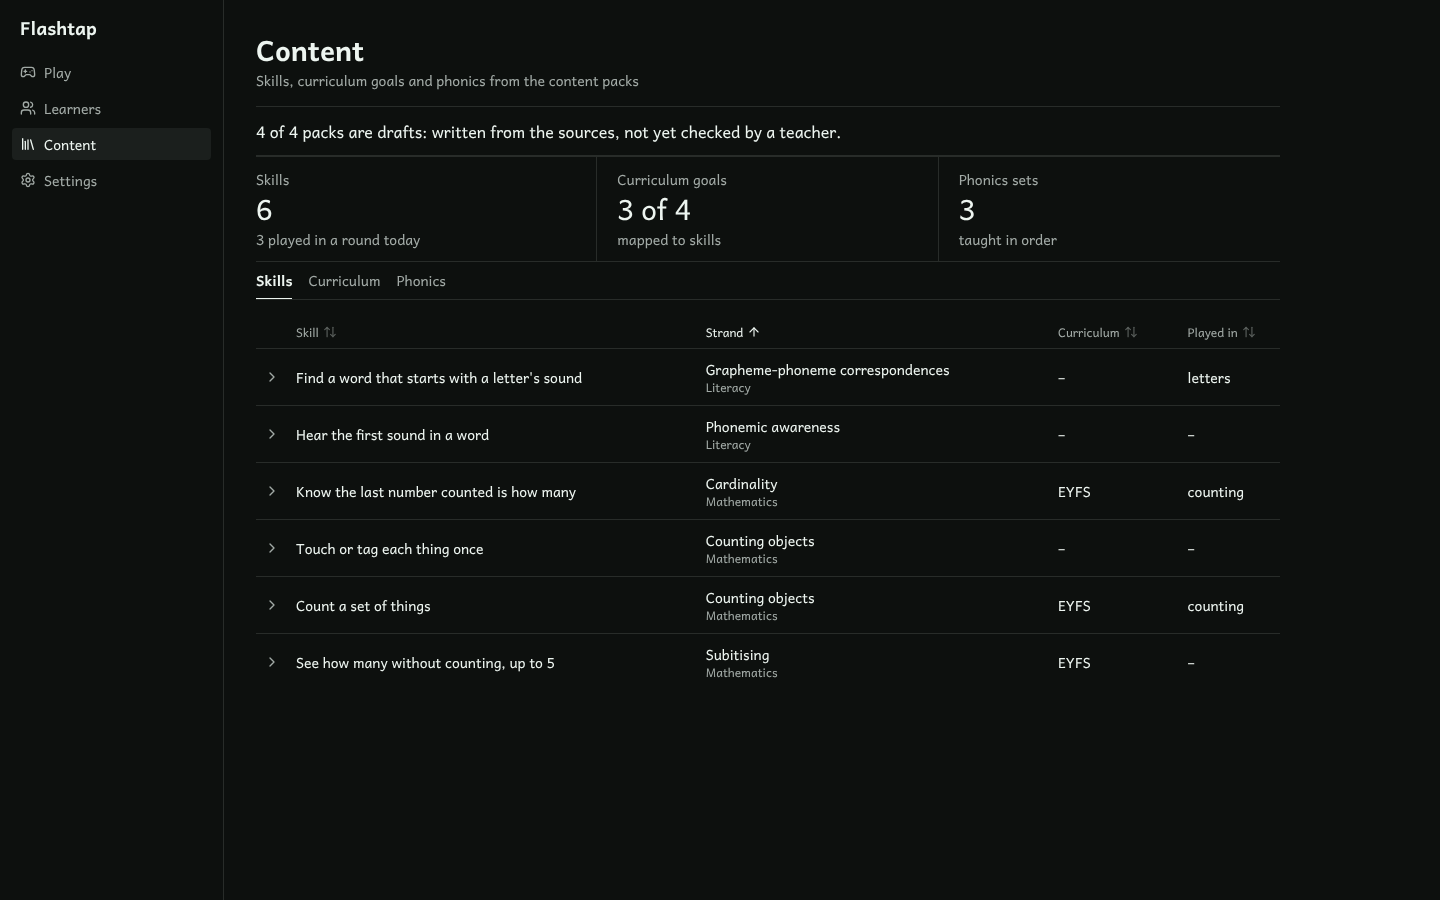 Flashtap
Play
Learners
Content
Settings
Content
Skills, curriculum goals and phonics from the content packs
4 of 4 packs are drafts: written from the sources, not yet checked by a teacher.
Skills
6
3 played in a round today
Curriculum goals
3 of 4
mapped to skills
Phonics sets
3
taught in order
Skills Curriculum Phonics
Skill Strand Curriculum Played in
Find a word that starts with a letter's sound Grapheme-phoneme correspondences – letters
Literacy
Hear the first sound in a word Phonemic awareness – –
Literacy
Know the last number counted is how many Cardinality EYFS counting
Mathematics
Touch or tag each thing once Counting objects – –
Mathematics
Count a set of things Counting objects EYFS counting
Mathematics
See how many without counting, up to 5 Subitising EYFS –
Mathematics